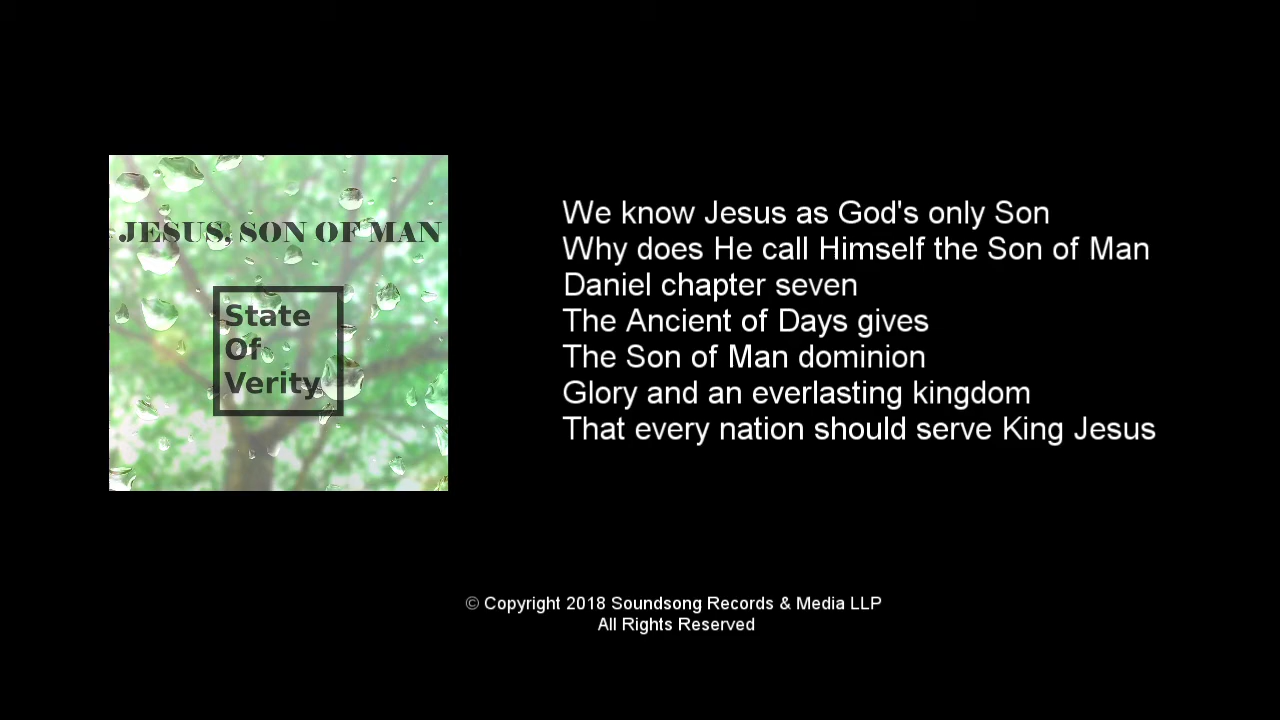 JESUS, SON OF MAN
State
Of
Verity
We know Jesus as God's only Son
Why does He call Himself the Son of Man
Daniel chapter seven
The Ancient of Days gives
The Son of Man dominion
Glory and an everlasting kingdom
That every nation should serve King Jesus
© Copyright 2018 Soundsong Records & Media LLP
All Rights Reserved